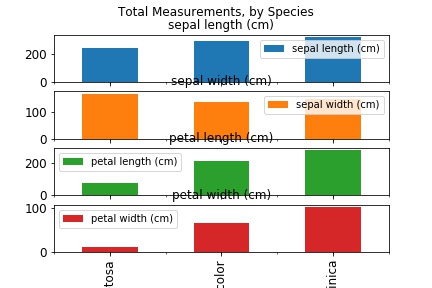 Total Measurements, by Species
sepal length (cm)
200
0
sepal length (cm)
sepal width (cm)
100
0
sepal width (cm)
petal length (cm)
200
0
petal length (cm)
petal width (cm)
100
0
petal width (cm)
tosa
color
inica